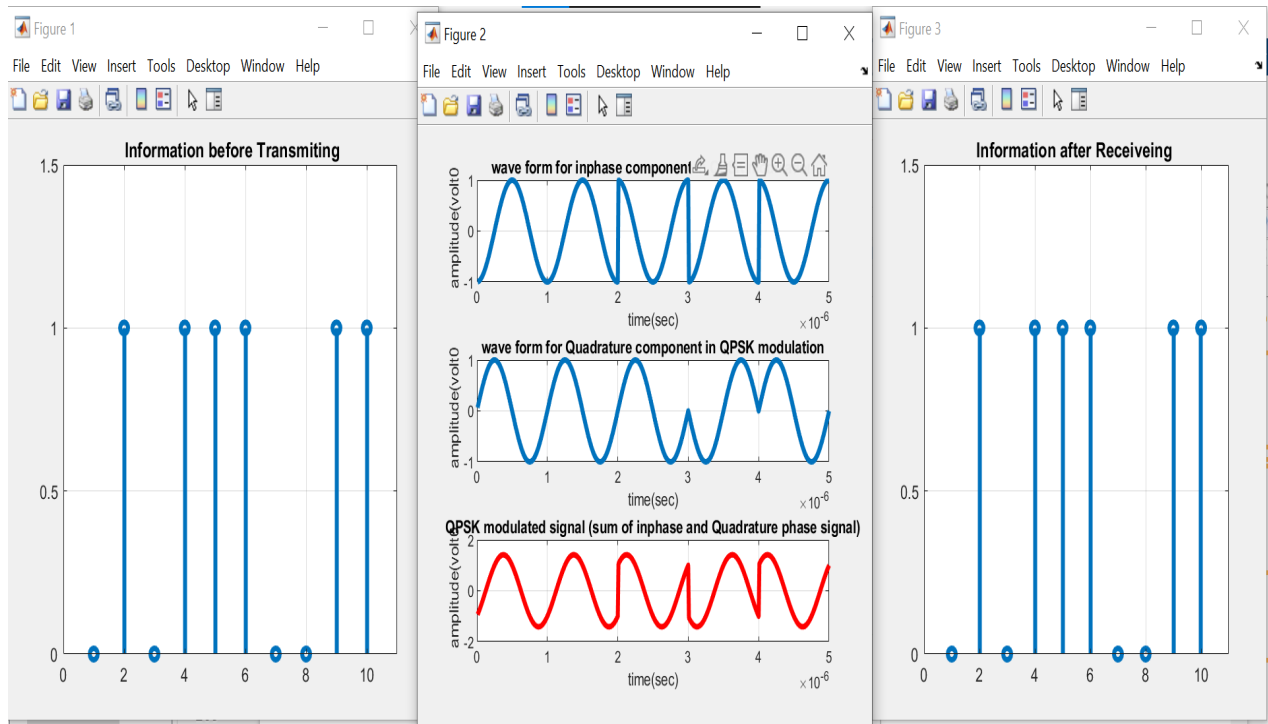 Figure 1
File Edit View Insert Tools Desktop Window Help
Information before Transmiting
1.5
1
0.5
0
0 2 4 6 8 10
Figure 2
File Edit View Insert Tools Desktop Window Help
wave form for inphase component
amplitude(volt0
1
0
-1
0 1 2 3 4 5
time(sec)
×10-6
wave form for Quadrature component in QPSK modulation
amplitude(volt0
1
0
-1
0 1 2 3 4 5
time(sec)
×10-6
QPSK modulated signal (sum of inphase and Quadrature phase signal)
amplitude(volt0
2
0
-2
0 1 2 3 4 5
time(sec)
×10-6
Figure 3
File Edit View Insert Tools Desktop Window Help
Information after Receiveing
1.5
1
0.5
0
0 2 4 6 8 10